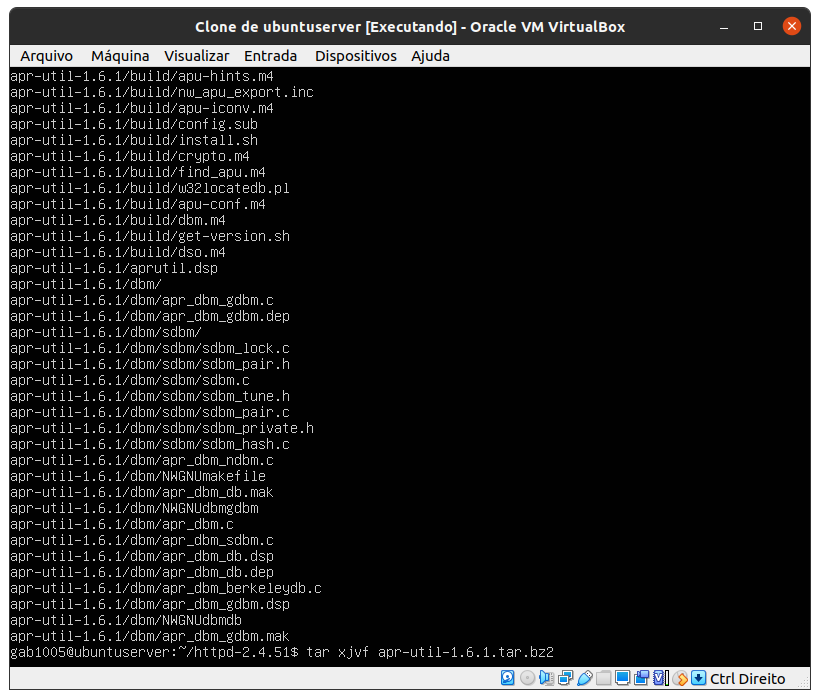 Clone de ubuntuserver [Executando] - Oracle VM VirtualBox
Arquivo Máquina Visualizar Entrada Dispositivos Ajuda
apr-util-1.6.1/build/apu-hints.m4
apr-util-1.6.1/build/nw_apu_export.inc
apr-util-1.6.1/build/apu-iconv.m4
apr-util-1.6.1/build/config.sub
apr-util-1.6.1/build/install.sh
apr-util-1.6.1/build/crypto.m4
apr-util-1.6.1/build/find_apu.m4
apr-util-1.6.1/build/w32locatedb.pl
apr-util-1.6.1/build/apu-conf.m4
apr-util-1.6.1/build/dbm.m4
apr-util-1.6.1/build/get-version.sh
apr-util-1.6.1/build/dso.m4
apr-util-1.6.1/aprutil.dsp
apr-util-1.6.1/dbm/
apr-util-1.6.1/dbm/apr_dbm_gdbm.c
apr-util-1.6.1/dbm/apr_dbm_gdbm.dep
apr-util-1.6.1/dbm/sdbm/
apr-util-1.6.1/dbm/sdbm/sdbm_lock.c
apr-util-1.6.1/dbm/sdbm/sdbm_pair.h
apr-util-1.6.1/dbm/sdbm/sdbm.c
apr-util-1.6.1/dbm/sdbm/sdbm_tune.h
apr-util-1.6.1/dbm/sdbm/sdbm_pair.c
apr-util-1.6.1/dbm/sdbm/sdbm_private.h
apr-util-1.6.1/dbm/sdbm/sdbm_hash.c
apr-util-1.6.1/dbm/apr_dbm_ndbm.c
apr-util-1.6.1/dbm/NWGNUmakefile
apr-util-1.6.1/dbm/apr_dbm_db.mak
apr-util-1.6.1/dbm/NWGNUdbmgdbm
apr-util-1.6.1/dbm/apr_dbm.c
apr-util-1.6.1/dbm/apr_dbm_sdbm.c
apr-util-1.6.1/dbm/apr_dbm_db.dsp
apr-util-1.6.1/dbm/apr_dbm_db.dep
apr-util-1.6.1/dbm/apr_dbm_berkeleydb.c
apr-util-1.6.1/dbm/apr_dbm_gdbm.dsp
apr-util-1.6.1/dbm/NWGNUdbmdb
apr-util-1.6.1/dbm/apr_dbm_gdbm.mak
gab1005@ubuntuserver:~/httpd-2.4.51$ tar xjvf apr-util-1.6.1.tar.bz2
Ctrl Direito